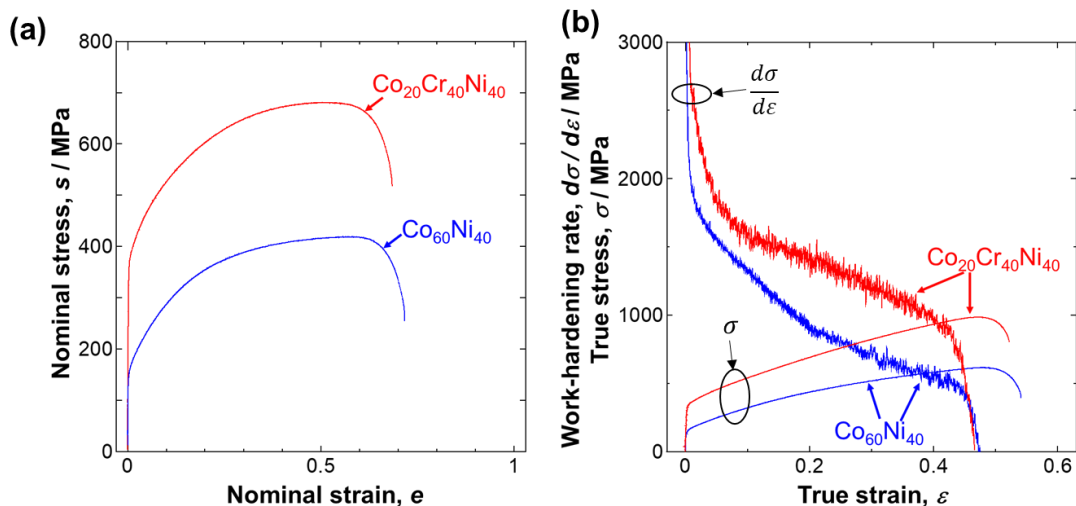 (a)
800
600
400
200
0
0
0.5
1
Nominal stress, s / MPa
Nominal strain, e
Co20Cr40Ni40
Co60Ni40
(b)
3000
2000
1000
0
0
0.2
0.4
0.6
Work-hardening rate, dσ / dε / MPa
True stress, σ / MPa
True strain, ε
dσ
dε
Co20Cr40Ni40
σ
Co60Ni40